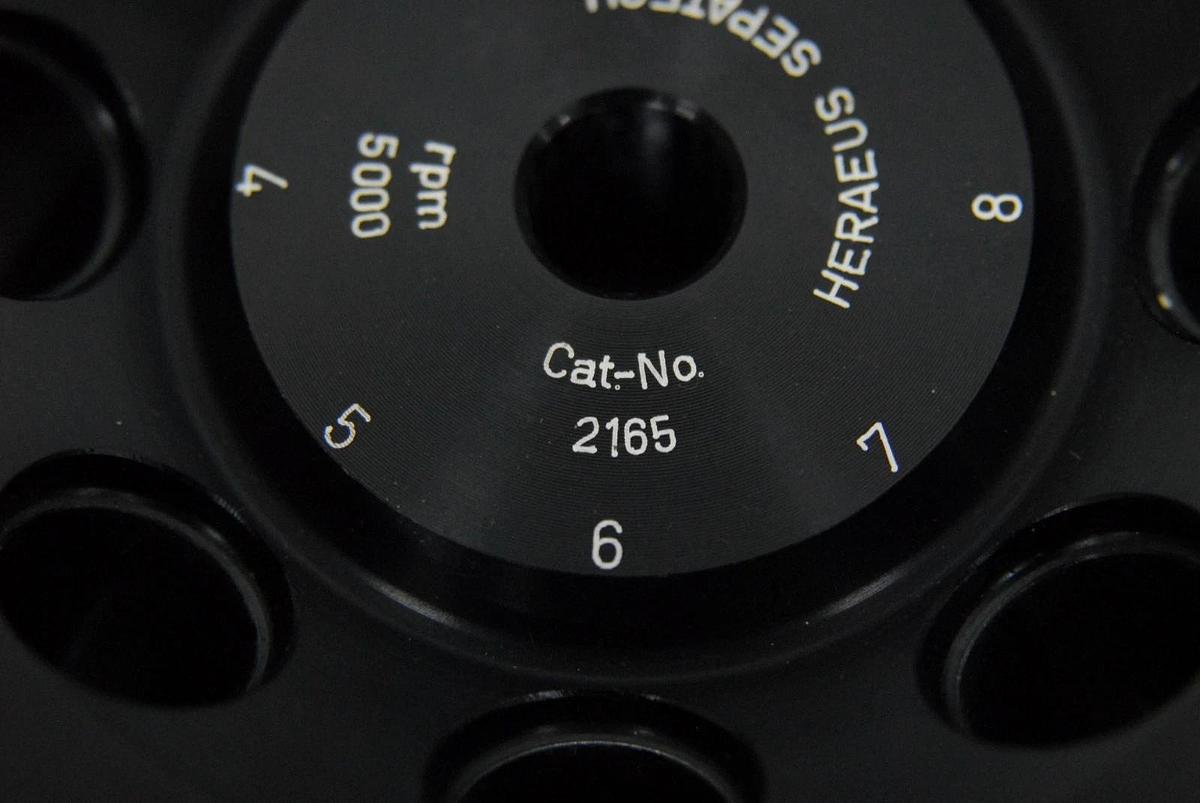 HERAEUS SEPATECH
rpm
5000
Cat.-No.
2165
4
5
6
7
8